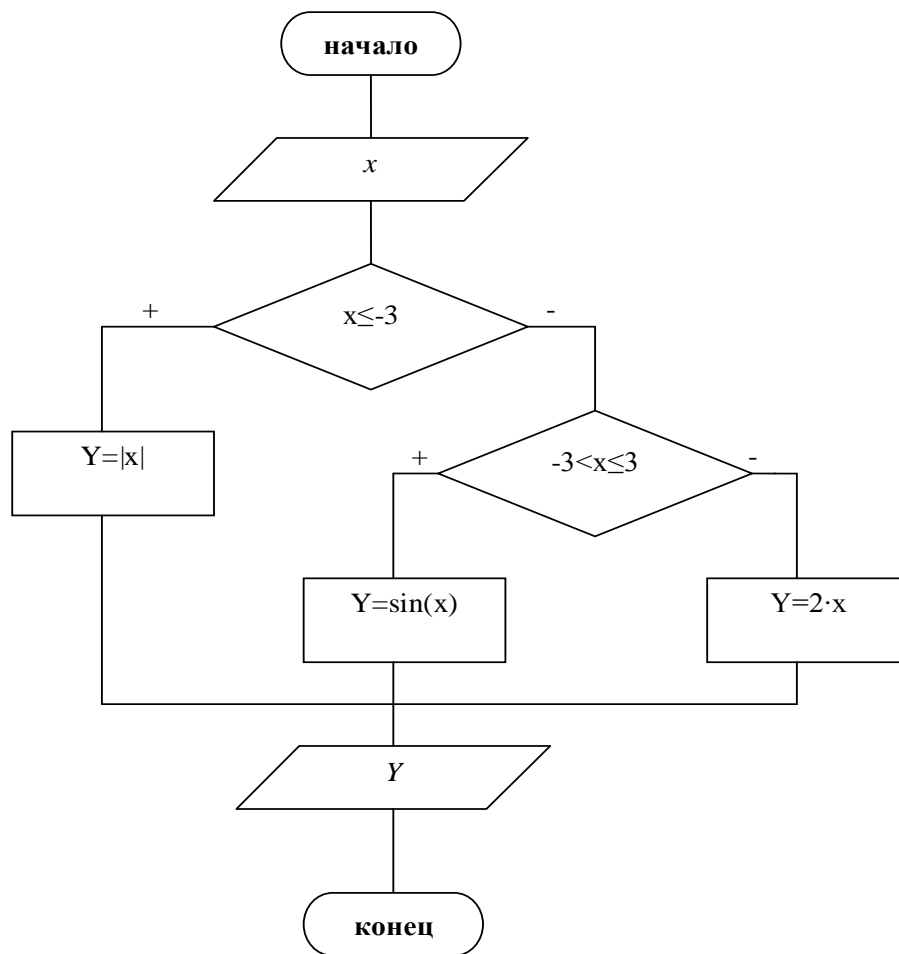 начало
x
+
x≤-3
-
Y=|x|
+
-3<x≤3
-
Y=sin(x)
Y=2·x
Y
конец